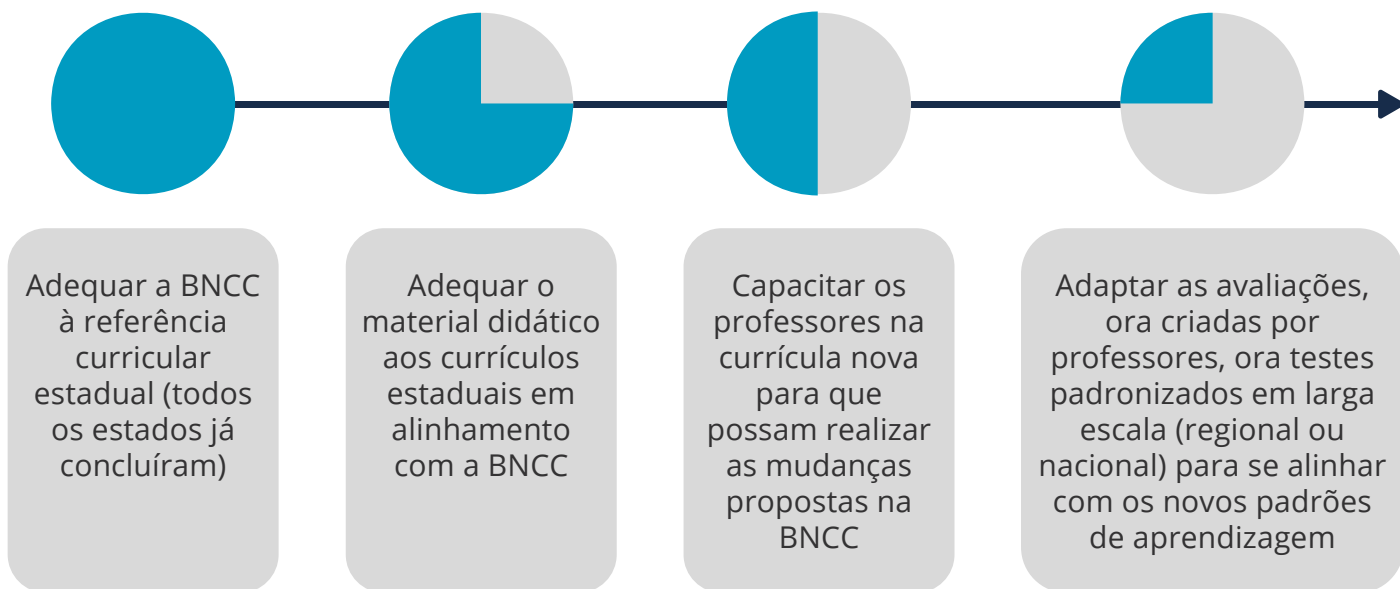 Adequar a BNCC
à referência
curricular
estadual (todos
os estados já
concluíram)
Adequar o
material didático
aos currículos
estaduais em
alinhamento
com a BNCC
Capacitar os
professores na
currícula nova
para que
possam realizar
as mudanças
propostas na
BNCC
Adaptar as avaliações,
ora criadas por
professores, ora testes
padronizados em larga
escala (regional ou
nacional) para se alinhar
com os novos padrões
de aprendizagem